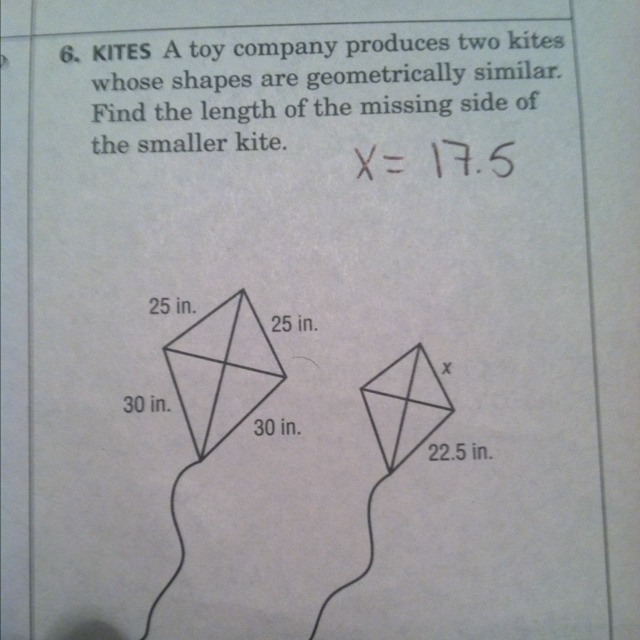 6. KITES A toy company produces two kites
whose shapes are geometrically similar.
Find the length of the missing side of
the smaller kite.
X = 17.5
25 in.
25 in.
x
30 in.
30 in.
22.5 in.